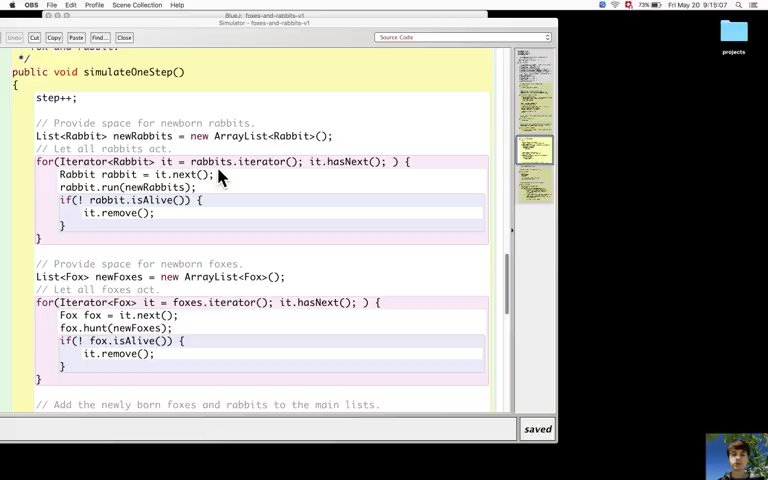 OBS File Edit Profile Scene Collection Help
73% Fri May 20 9:15:07
BlueJ: foxes-and-rabbits-v1
Simulator - foxes-and-rabbits-v1
Undo Cut Copy Paste Find... Close
Source Code
fox and rabbit.
*/
public void simulateOneStep()
{
step++;
// Provide space for newborn rabbits.
List<Rabbit> newRabbits = new ArrayList<Rabbit>();
// Let all rabbits act.
for(Iterator<Rabbit> it = rabbits.iterator(); it.hasNext(); ) {
Rabbit rabbit = it.next();
rabbit.run(newRabbits);
if(! rabbit.isAlive()) {
it.remove();
}
}
// Provide space for newborn foxes.
List<Fox> newFoxes = new ArrayList<Fox>();
// Let all foxes act.
for(Iterator<Fox> it = foxes.iterator(); it.hasNext(); ) {
Fox fox = it.next();
fox.hunt(newFoxes);
if(! fox.isAlive()) {
it.remove();
}
}
// Add the newly born foxes and rabbits to the main lists.
saved
projects